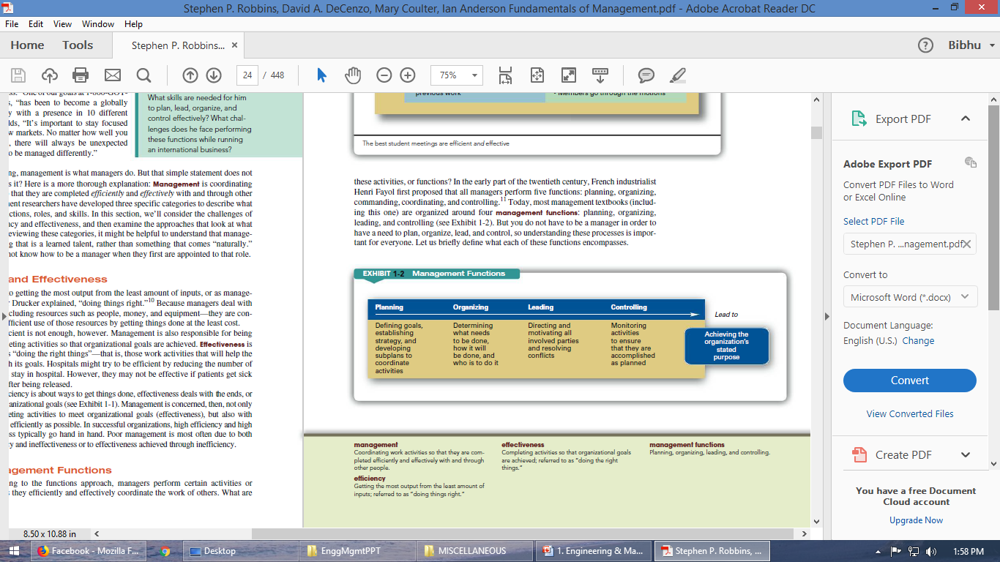 Stephen P. Robbins, David A. DeCenzo, Mary Coulter, Ian Anderson Fundamentals of Management.pdf - Adobe Acrobat Reader DC
File Edit View Window Help
Home Tools Stephen P. Robbins... × Bibhu
24 / 448 75%
, “has been to become a globally
y with a presence in 10 different
lds, “It’s important to stay focused
w markets. No matter how well you
, there will always be unexpected
o be managed differently.”
What skills are needed for him
to plan, lead, organize, and
control effectively? What chal-
lenges does he face performing
these functions while running
an international business?
ng, management is what managers do. But that simple statement does not
s it? Here is a more thorough explanation: Management is coordinating
that they are completed efficiently and effectively with and through other
ent researchers have developed three specific categories to describe what
ctions, roles, and skills. In this section, we’ll consider the challenges of
cy and effectiveness, and then examine the approaches that look at what
eviewing these categories, it might be helpful to understand that manage-
g that is a learned talent, rather than something that comes “naturally.”
not know how to be a manager when they first are appointed to that role.
and Effectiveness
o getting the most output from the least amount of inputs, or as manage-
Drucker explained, “doing things right.”10 Because managers deal with
cluding resources such as people, money, and equipment—they are con-
fficient use of those resources by getting things done at the least cost.
cient is not enough, however. Management is also responsible for being
eting activities so that organizational goals are achieved. Effectiveness is
“doing the right things”—that is, those work activities that will help the
h its goals. Hospitals might try to be efficient by reducing the number of
stay in hospital. However, they may not be effective if patients get sick
fter being released.
ciency is about ways to get things done, effectiveness deals with the ends, or
anizational goals (see Exhibit 1-1). Management is concerned, then, not only
eting activities to meet organizational goals (effectiveness), but also with
efficiently as possible. In successful organizations, high efficiency and high
ss typically go hand in hand. Poor management is most often due to both
cy and ineffectiveness or to effectiveness achieved through inefficiency.
agement Functions
ng to the functions approach, managers perform certain activities or
they efficiently and effectively coordinate the work of others. What are
previous work
• Members go through the motions
The best student meetings are efficient and effective
these activities, or functions? In the early part of the twentieth century, French industrialist
Henri Fayol first proposed that all managers perform five functions: planning, organizing,
commanding, coordinating, and controlling.11 Today, most management textbooks (includ-
ing this one) are organized around four management functions: planning, organizing,
leading, and controlling (see Exhibit 1-2). But you do not have to be a manager in order to
have a need to plan, organize, lead, and control, so understanding these processes is impor-
tant for everyone. Let us briefly define what each of these functions encompasses.
EXHIBIT 1-2 Management Functions
Planning
Defining goals,
establishing
strategy, and
developing
subplans to
coordinate
activities
Organizing
Determining
what needs
to be done,
how it will
be done, and
who is to do it
Leading
Directing and
motivating all
involved parties
and resolving
conflicts
Controlling
Monitoring
activities
to ensure
that they are
accomplished
as planned
Lead to
Achieving the
organization’s
stated
purpose
management
Coordinating work activities so that they are com-
pleted efficiently and effectively with and through
other people.
efficiency
Getting the most output from the least amount of
inputs; referred to as “doing things right.”
effectiveness
Completing activities so that organizational goals
are achieved; referred to as “doing the right
things.”
management functions
Planning, organizing, leading, and controlling.
Export PDF
Adobe Export PDF
Convert PDF Files to Word
or Excel Online
Select PDF File
Stephen P. ...nagement.pdf
Convert to
Microsoft Word (*.docx)
Document Language:
English (U.S.) Change
Convert
View Converted Files
Create PDF
You have a free Document
Cloud account
Upgrade Now
8.50 x 10.88 in
Facebook - Mozilla F... Desktop EnggMgmtPPT MISCELLANEOUS 1. Engineering & Ma... Stephen P. Robbins, ... 1:58 PM